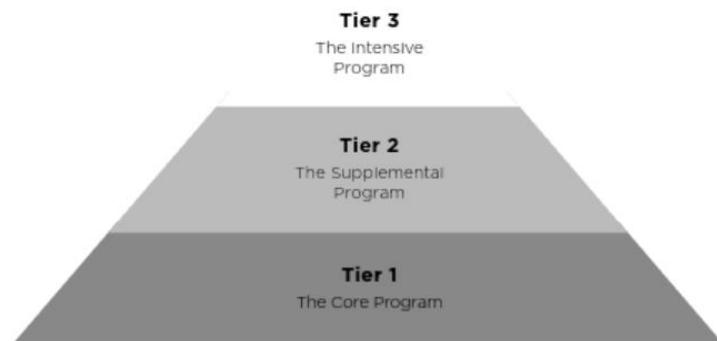 Tier 3
The Intensive
Program
Tier 2
The Supplemental
Program
Tier 1
The Core Program